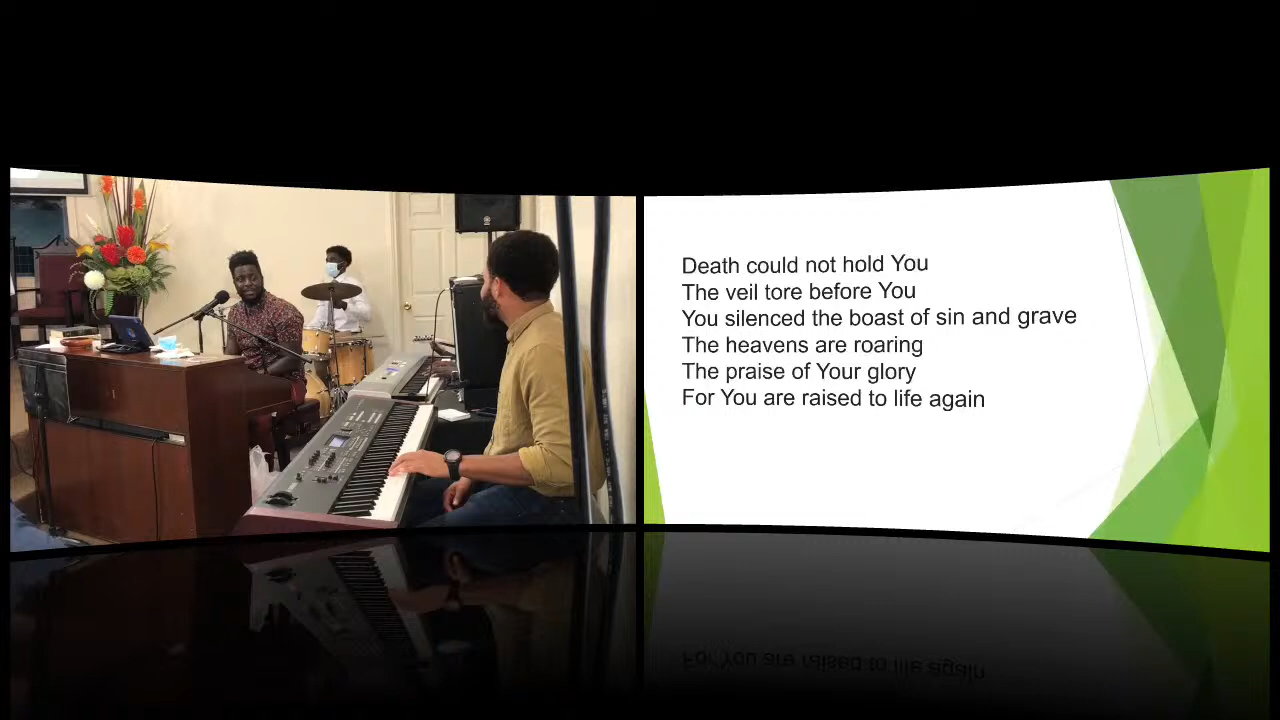 Death could not hold You
The veil tore before You
You silenced the boast of sin and grave
The heavens are roaring
The praise of Your glory
For You are raised to life again